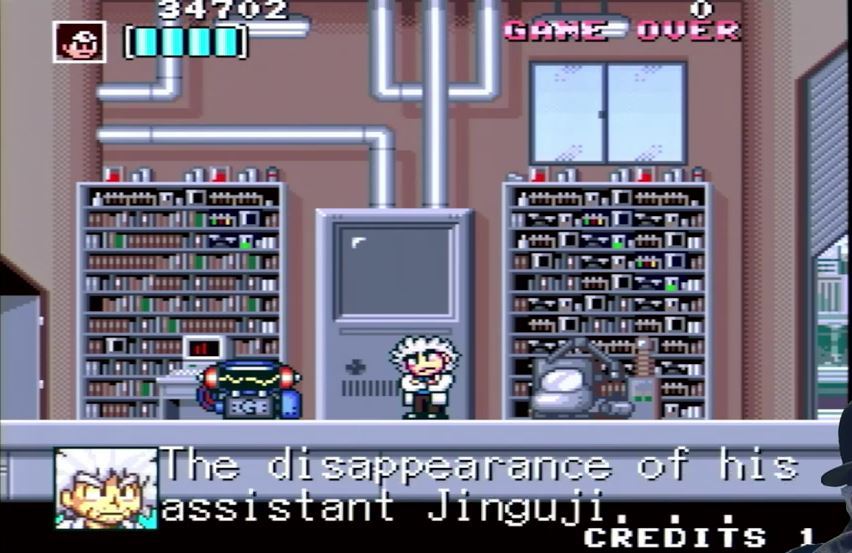 34702
0
GAME OVER
The disappearance of his
assistant Jinguji. . .
CREDITS 1